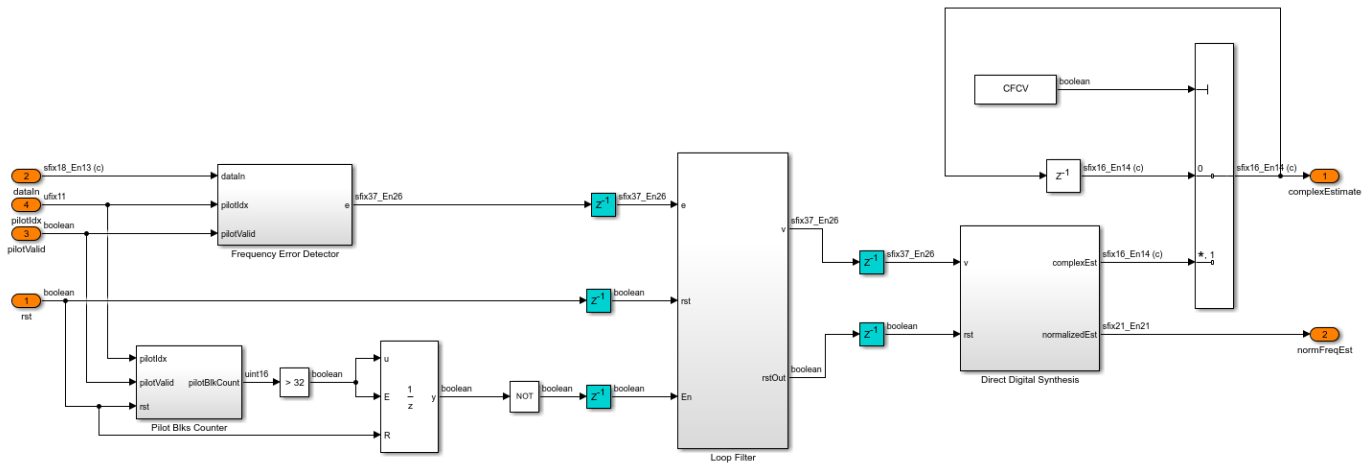 CFCV
boolean
z-1
sfix16_En14 (c)
0
sfix16_En14 (c)
1
complexEstimate
*, 1
2
sfix18_En13 (c)
dataIn
4
ufix11
pilotIdx
3
boolean
pilotValid
dataIn
pilotIdx
pilotValid
e
Frequency Error Detector
sfix37_En26
z-1
sfix37_En26
1
boolean
rst
z-1
boolean
pilotIdx
pilotValid
rst
pilotBlkCount
Pilot Blks Counter
uint16
> 32
boolean
u
E
R
1
z
y
boolean
NOT
boolean
z-1
boolean
e
rst
En
v
rstOut
Loop Filter
sfix37_En26
z-1
sfix37_En26
boolean
z-1
boolean
v
rst
complexEst
normalizedEst
Direct Digital Synthesis
sfix16_En14 (c)
sfix21_En21
2
normFreqEst